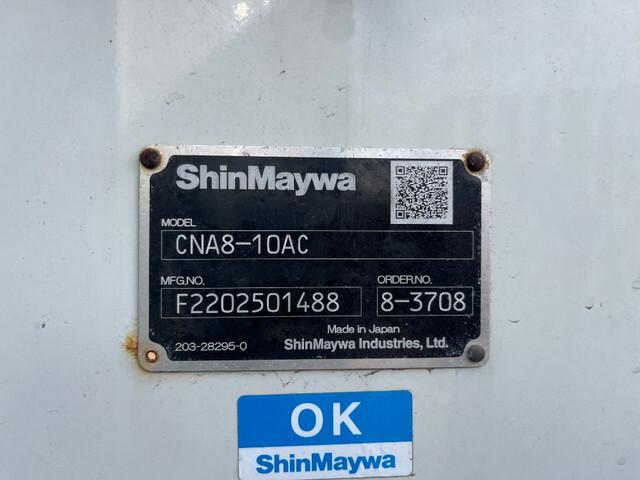 ShinMaywa
MODEL
CNA8-10AC
MFG.NO. ORDER.NO.
F2202501488 8-3708
Made in Japan
203-28295-0 ShinMaywa Industries, Ltd.
OK
ShinMaywa